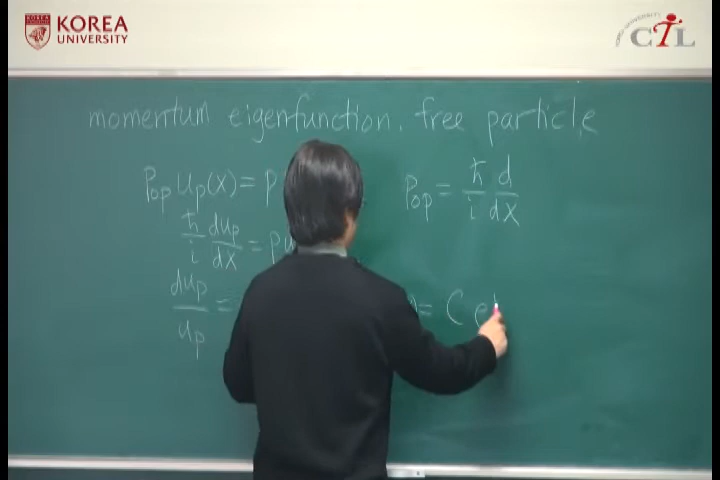 KOREA
UNIVERSITY
CTL
momentum eigenfunction. free particle
Pop up(x) = p
Pop = ħ/i d/dx
ħ/i dup/dx = pu
dup/up =
) = C e